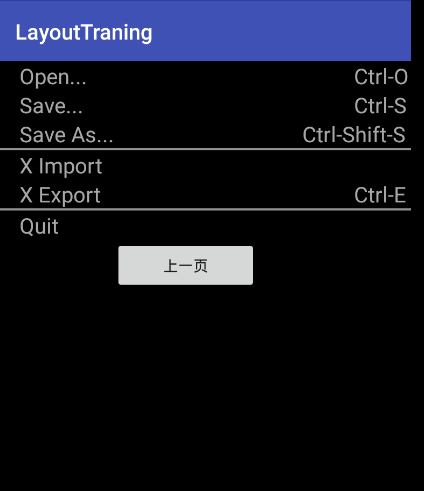 LayoutTraning
Open... Ctrl-O
Save... Ctrl-S
Save As... Ctrl-Shift-S
X Import
X Export Ctrl-E
Quit
上一页